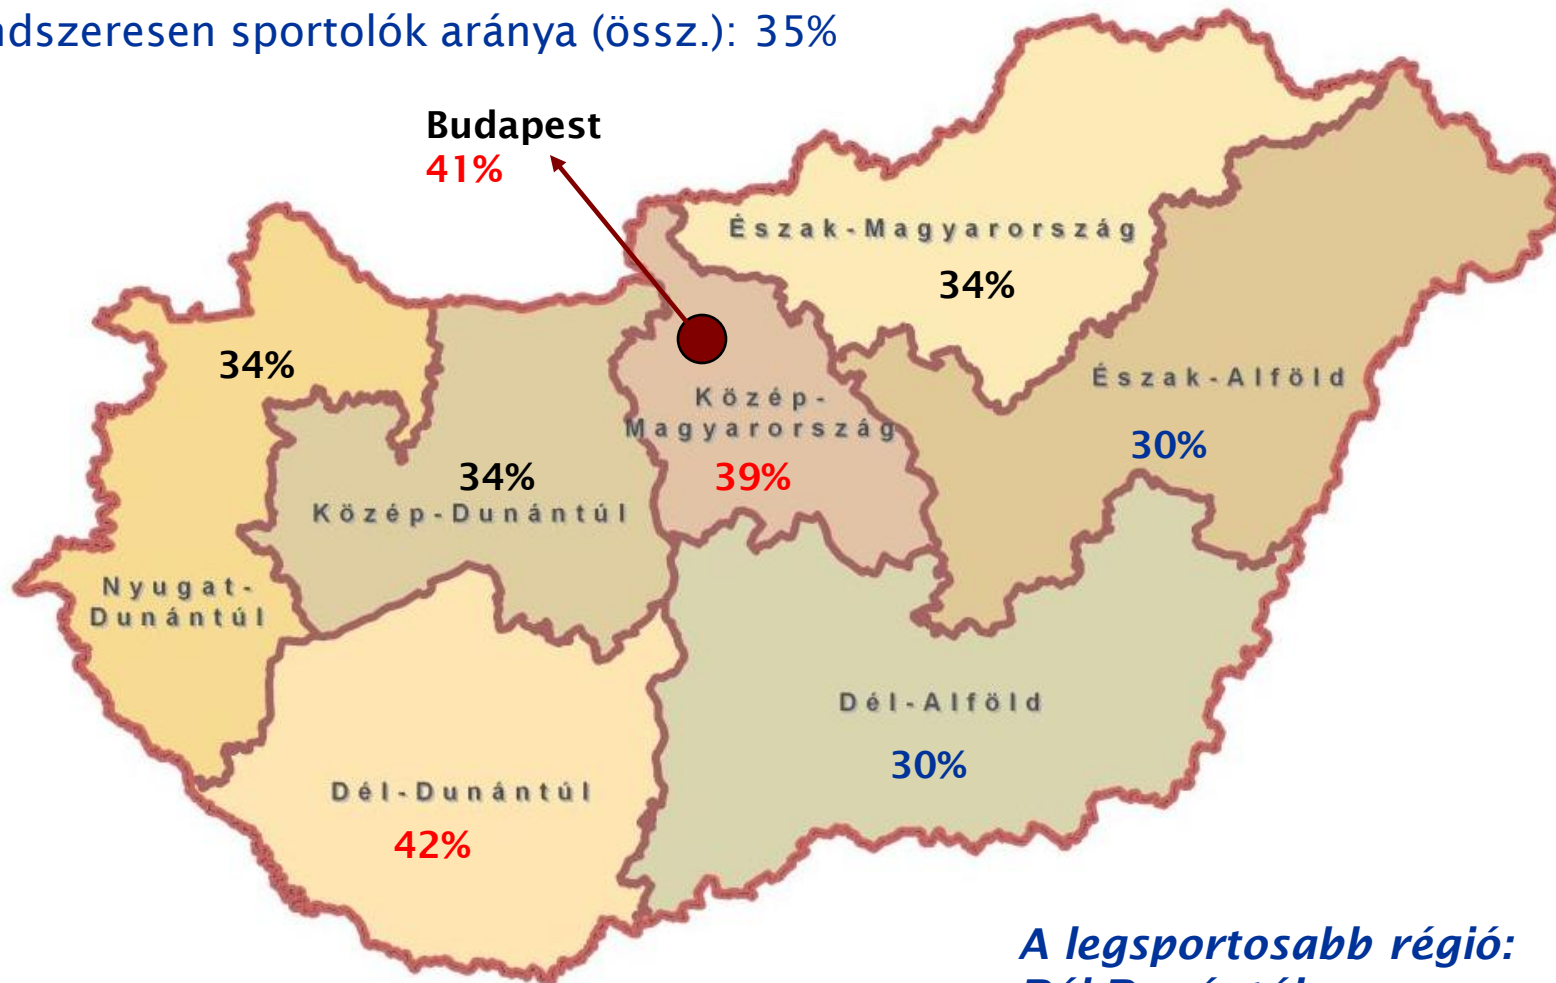 ndszeresen sportolók aránya (össz.): 35%
Budapest
41%
Észak-Magyarország
34%
34%
Észak-Alföld
30%
Közép-
Magyarország
39%
34%
Közép-Dunántúl
Nyugat-
Dunántúl
Dél-Alföld
30%
Dél-Dunántúl
42%
A legsportosabb régió: